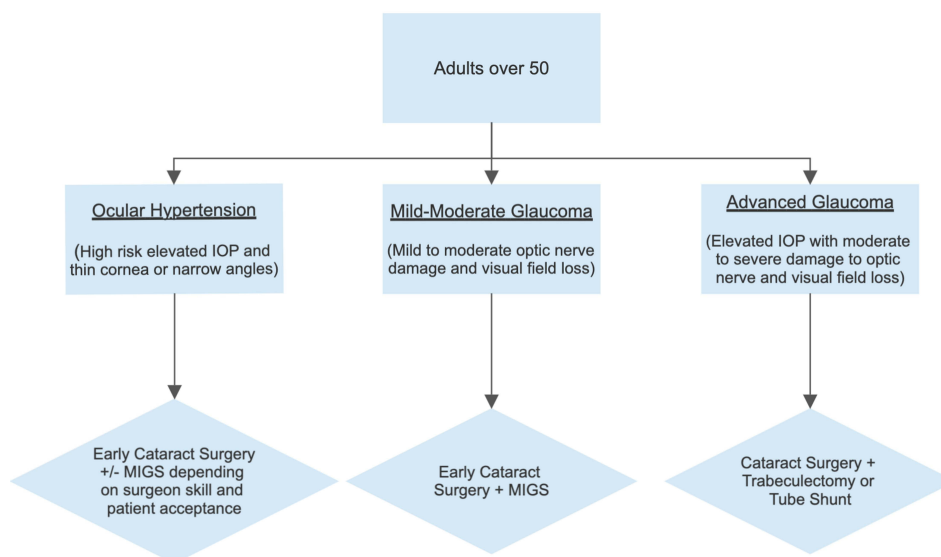 Adults over 50
Ocular Hypertension
(High risk elevated IOP and
thin cornea or narrow angles)
Mild-Moderate Glaucoma
(Mild to moderate optic nerve
damage and visual field loss)
Advanced Glaucoma
(Elevated IOP with moderate
to severe damage to optic
nerve and visual field loss)
Early Cataract Surgery
+/- MIGS depending
on surgeon skill and
patient acceptance
Early Cataract
Surgery + MIGS
Cataract Surgery +
Trabeculectomy or
Tube Shunt